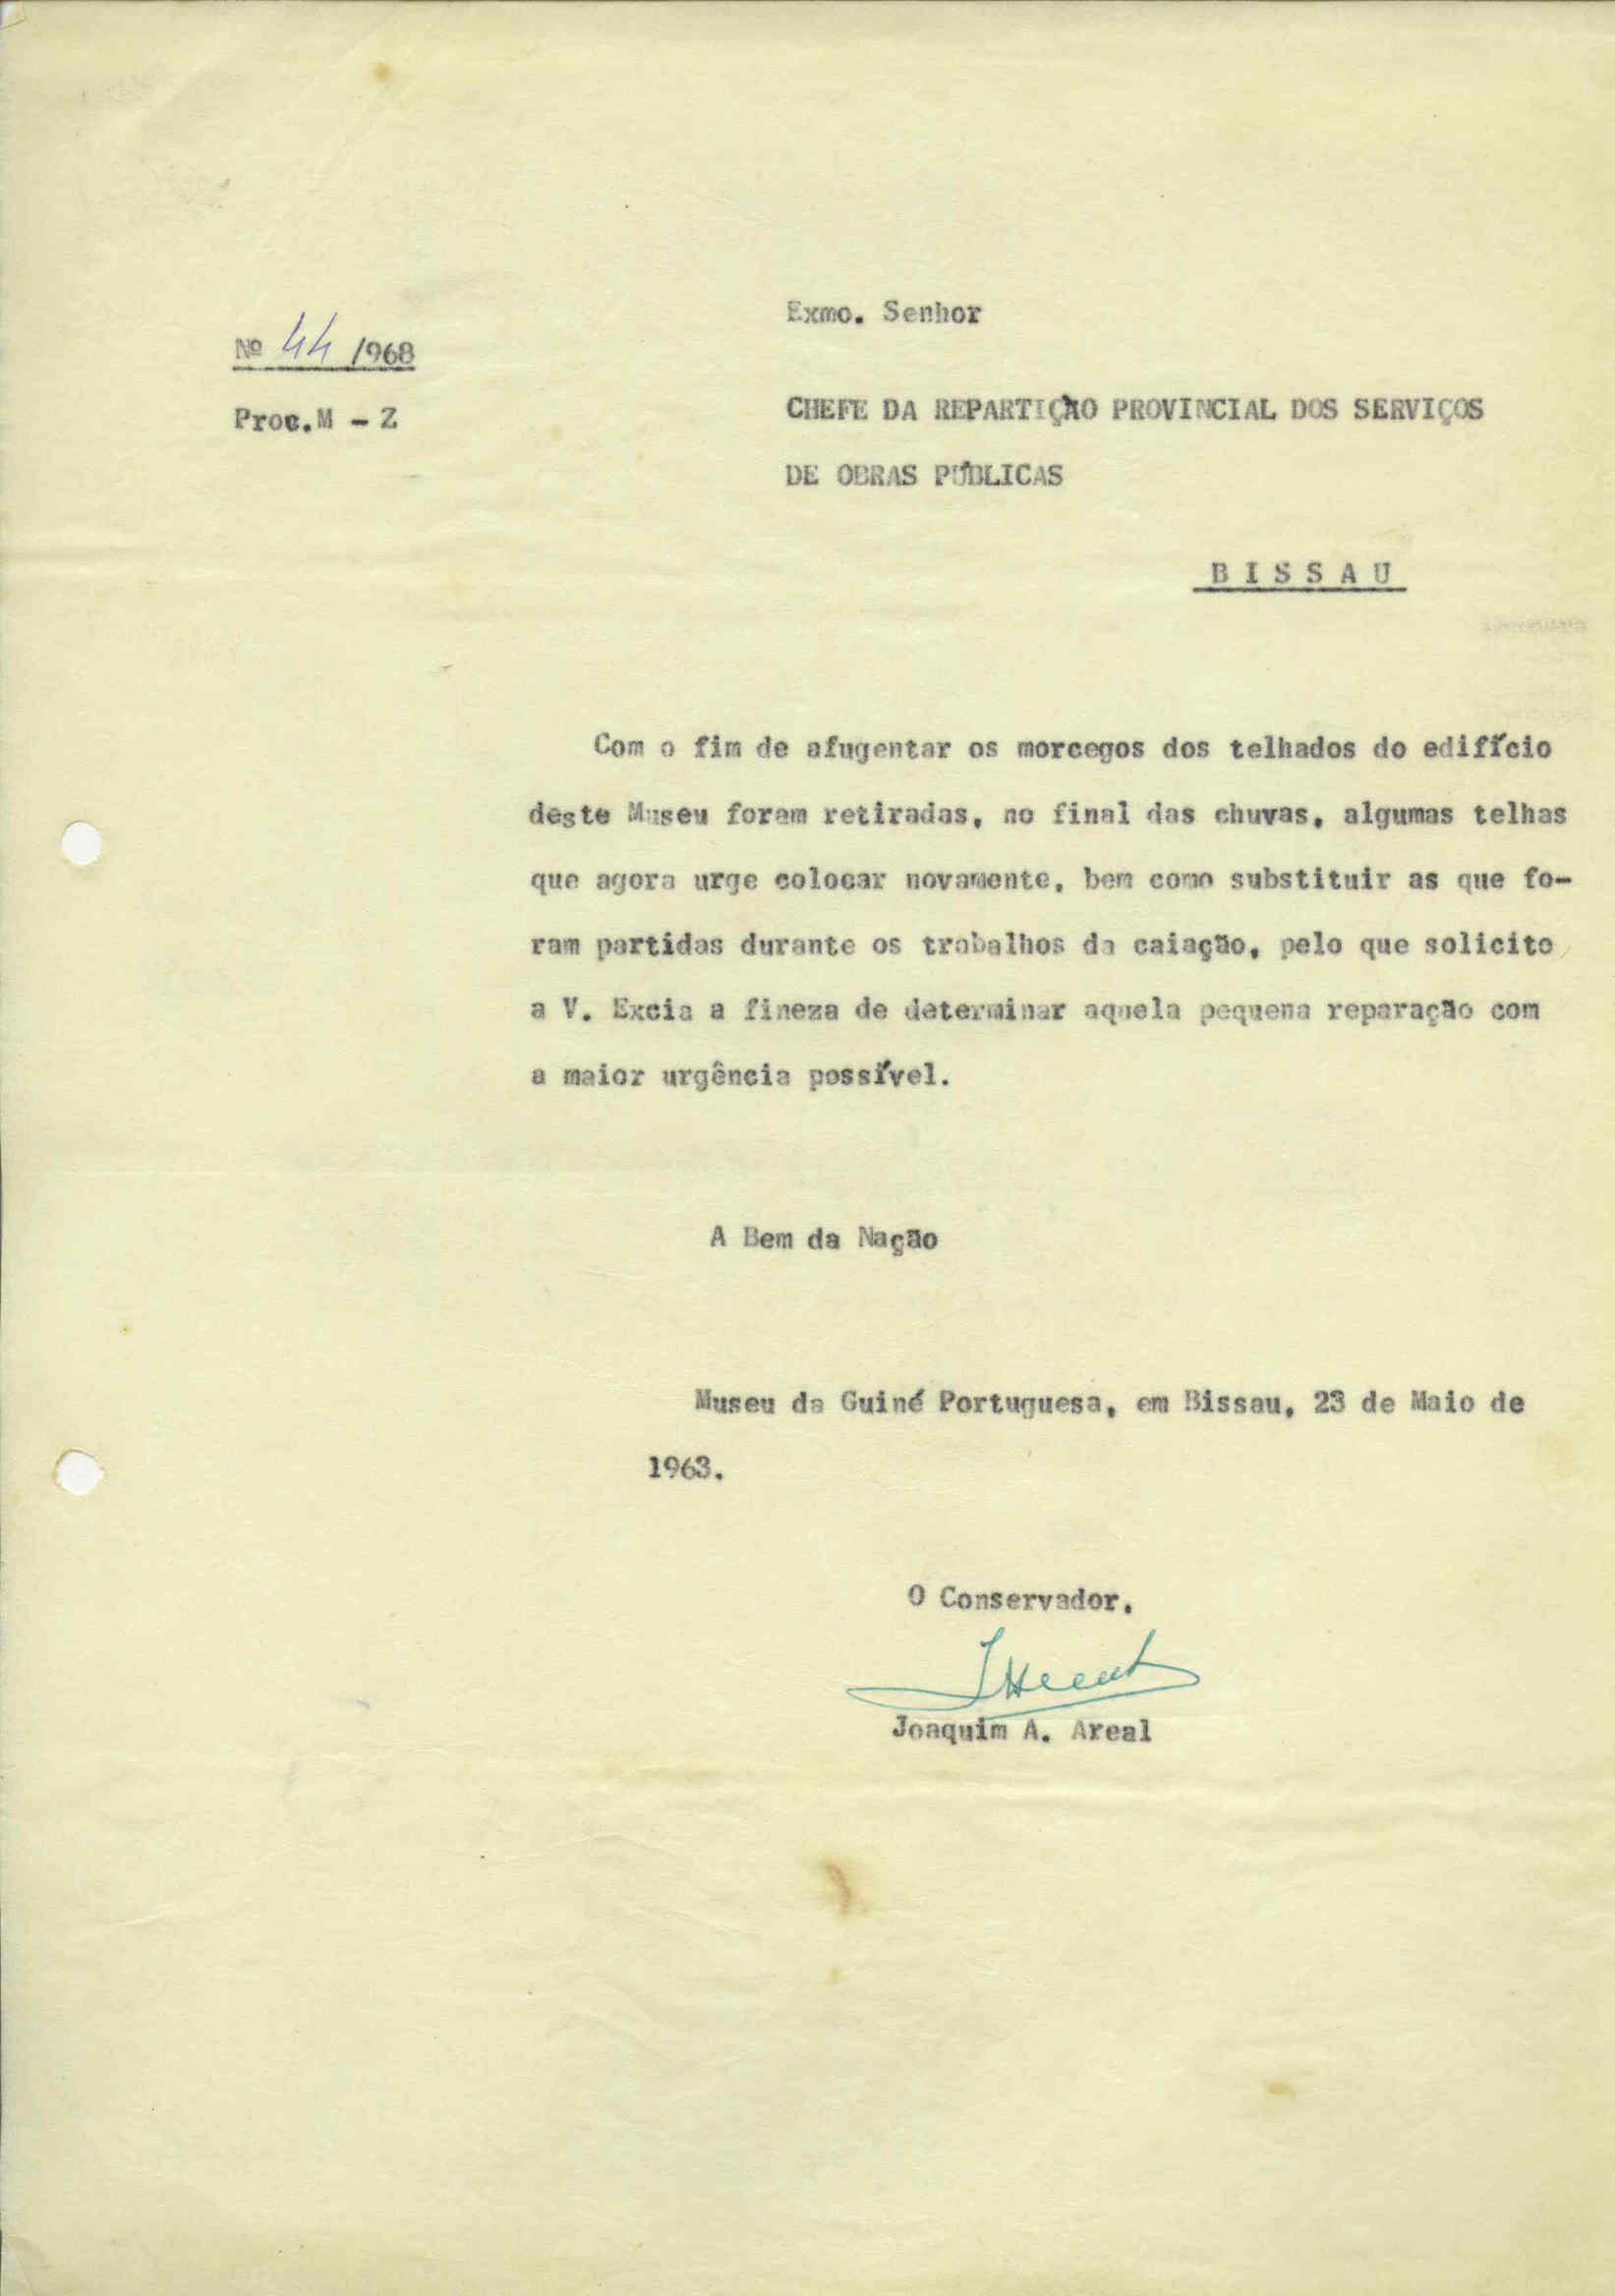 Exmo. Senhor
Nº 44 /968
CHEFE DA REPARTIÇÃO PROVINCIAL DOS SERVIÇOS
Proc.M - Z
DE OBRAS PÚBLICAS
B I S S A U
Com o fim de afugentar os morcegos dos telhados do edifício
deste Museu foram retiradas, no final das chuvas, algumas telhas
que agora urge colocar novamente, bem como substituir as que fo-
ram partidas durante os trabalhos da caiação, pelo que solicito
a V. Excia a fineza de determinar aquela pequena reparação com
a maior urgência possível.
A Bem da Nação
Museu da Guiné Portuguesa, em Bissau, 23 de Maio de
1963.
O Conservador,
Joaquim A. Areal